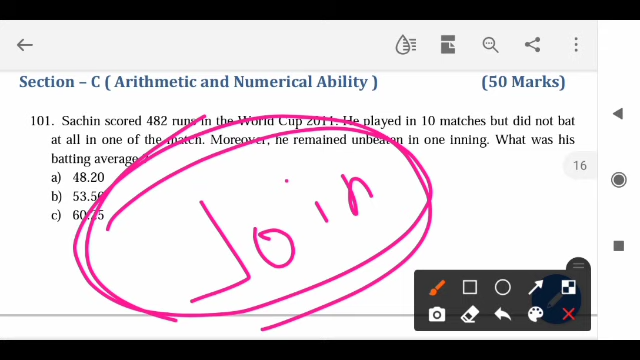 Section – C ( Arithmetic and Numerical Ability ) (50 Marks)
101. Sachin scored 482 runs in the World Cup 2011. He played in 10 matches but did not bat
at all in one of the match. Moreover, he remained unbeaten in one inning. What was his
batting average
16
a) 48.20
b) 53.56
c) 60.25
Join